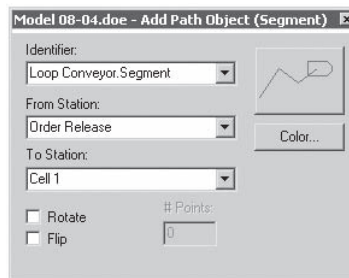 Model 08-04.doe - Add Path Object (Segment)
Identifier:
Loop Conveyor.Segment
From Station:
Order Release
Color...
To Station:
Cell 1
Rotate
# Points:
Flip
0